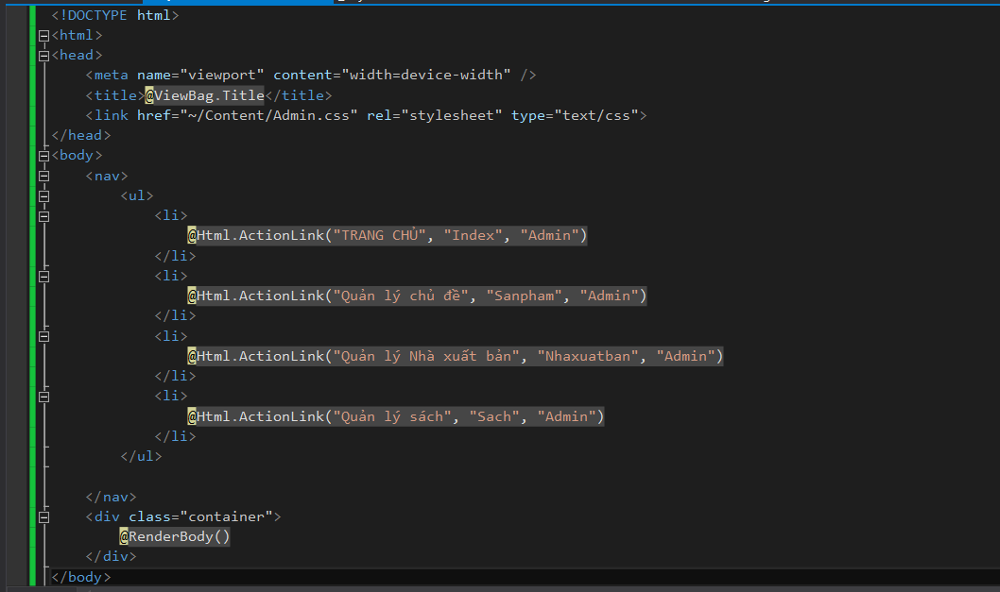 <!DOCTYPE html>
<html>
<head>
    <meta name="viewport" content="width=device-width" />
    <title>@ViewBag.Title</title>
    <link href="~/Content/Admin.css" rel="stylesheet" type="text/css">
</head>
<body>
    <nav>
        <ul>
            <li>
                @Html.ActionLink("TRANG CHỦ", "Index", "Admin")
            </li>
            <li>
                @Html.ActionLink("Quản lý chủ đề", "Sanpham", "Admin")
            </li>
            <li>
                @Html.ActionLink("Quản lý Nhà xuất bản", "Nhaxuatban", "Admin")
            </li>
            <li>
                @Html.ActionLink("Quản lý sách", "Sach", "Admin")
            </li>
        </ul>

    </nav>
    <div class="container">
        @RenderBody()
    </div>
</body>